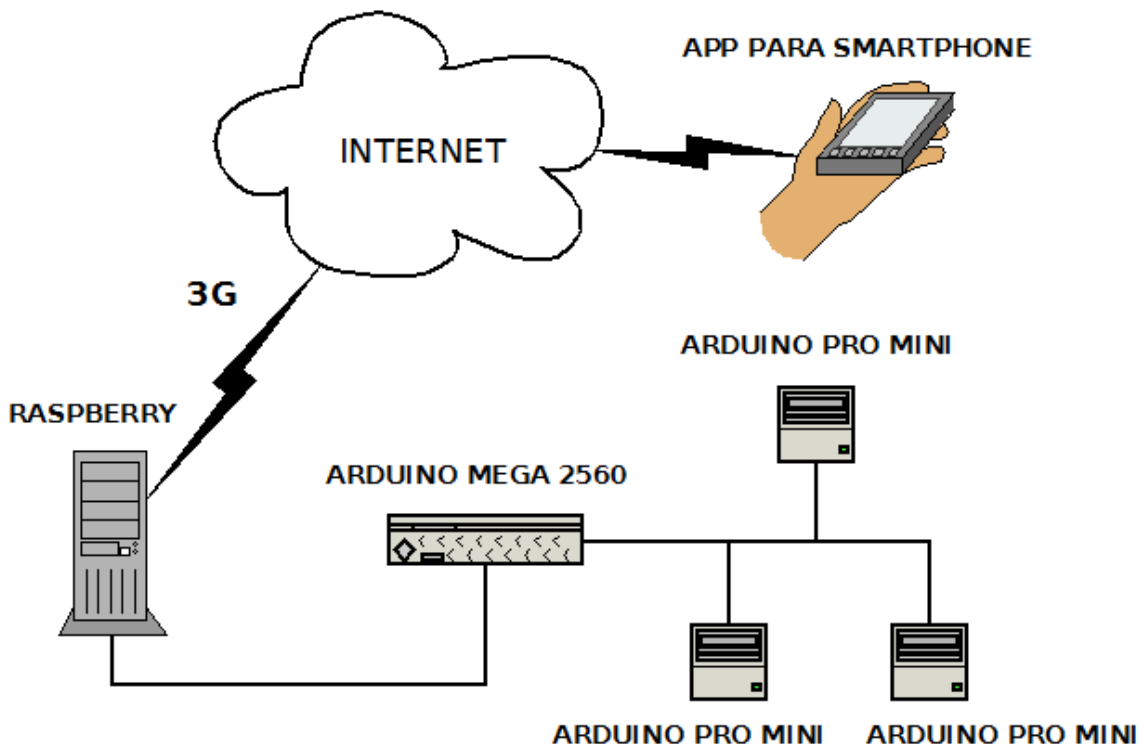 APP PARA SMARTPHONE
INTERNET
3G
ARDUINO PRO MINI
RASPBERRY
ARDUINO MEGA 2560
ARDUINO PRO MINI
ARDUINO PRO MINI